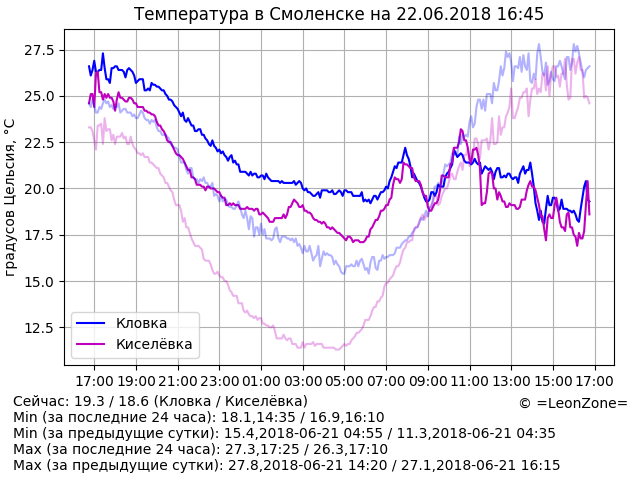 Температура в Смоленске на 22.06.2018 16:45
градусов Цельсия, °C
27.5
25.0
22.5
20.0
17.5
15.0
12.5
Кловка
Киселёвка
17:00 19:00 21:00 23:00 01:00 03:00 05:00 07:00 09:00 11:00 13:00 15:00 17:00
Сейчас: 19.3 / 18.6 (Кловка / Киселёвка)
© =LeonZone=
Min (за последние 24 часа): 18.1,14:35 / 16.9,16:10
Min (за предыдущие сутки): 15.4,2018-06-21 04:55 / 11.3,2018-06-21 04:35
Max (за последние 24 часа): 27.3,17:25 / 26.3,17:10
Max (за предыдущие сутки): 27.8,2018-06-21 14:20 / 27.1,2018-06-21 16:15